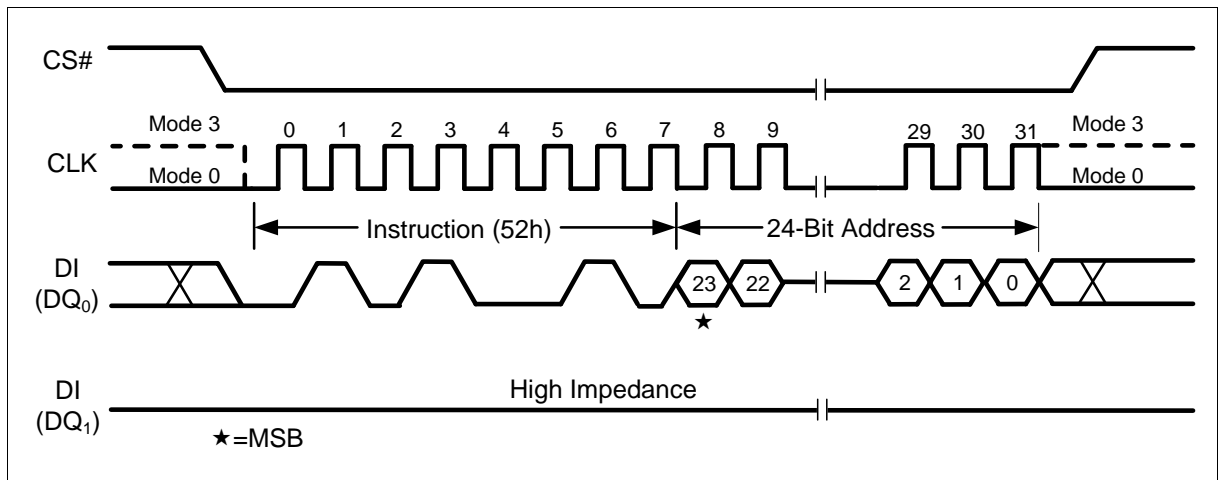 CS#
Mode 3
0 1 2 3 4 5 6 7 8 9 29 30 31
Mode 3
CLK
Mode 0
Mode 0
Instruction (52h)
24-Bit Address
DI
(DQ0)
23 22 2 1 0
★
DI
(DQ1)
High Impedance
★=MSB